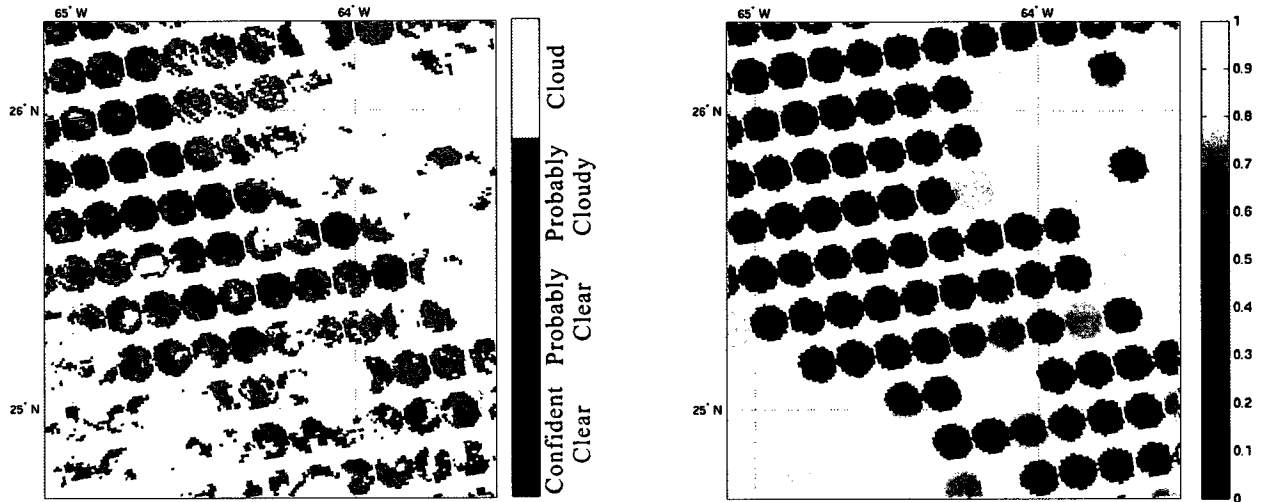 65° W 64° W
26° N
25° N
Cloud
Probably Cloudy
Probably Clear
Confident Clear
65° W 64° W
26° N
25° N
1
0.9
0.8
0.7
0.6
0.5
0.4
0.3
0.2
0.1
0